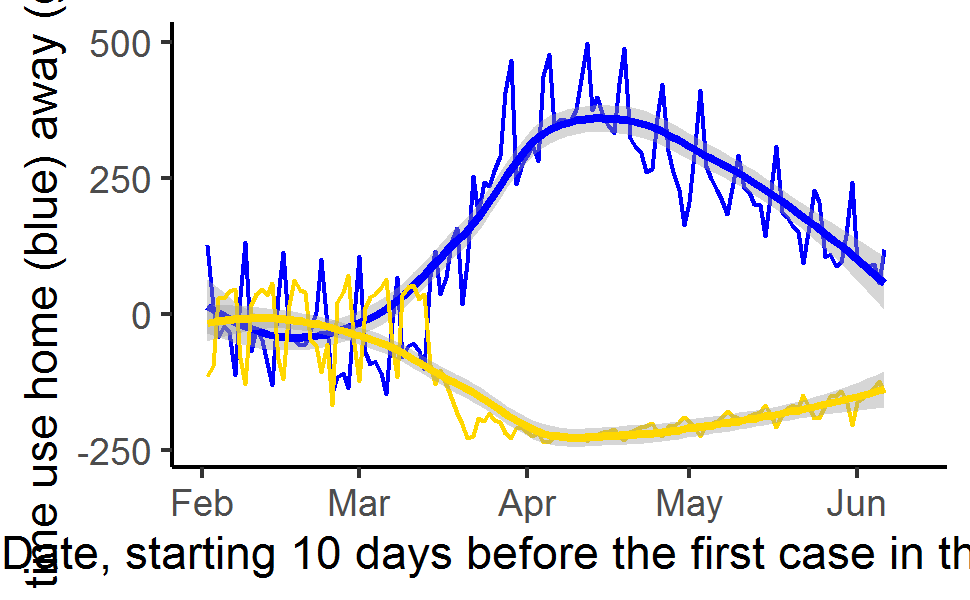 time use home (blue) away (g
500
250
0
-250
Feb Mar Apr May Jun
Date, starting 10 days before the first case in th